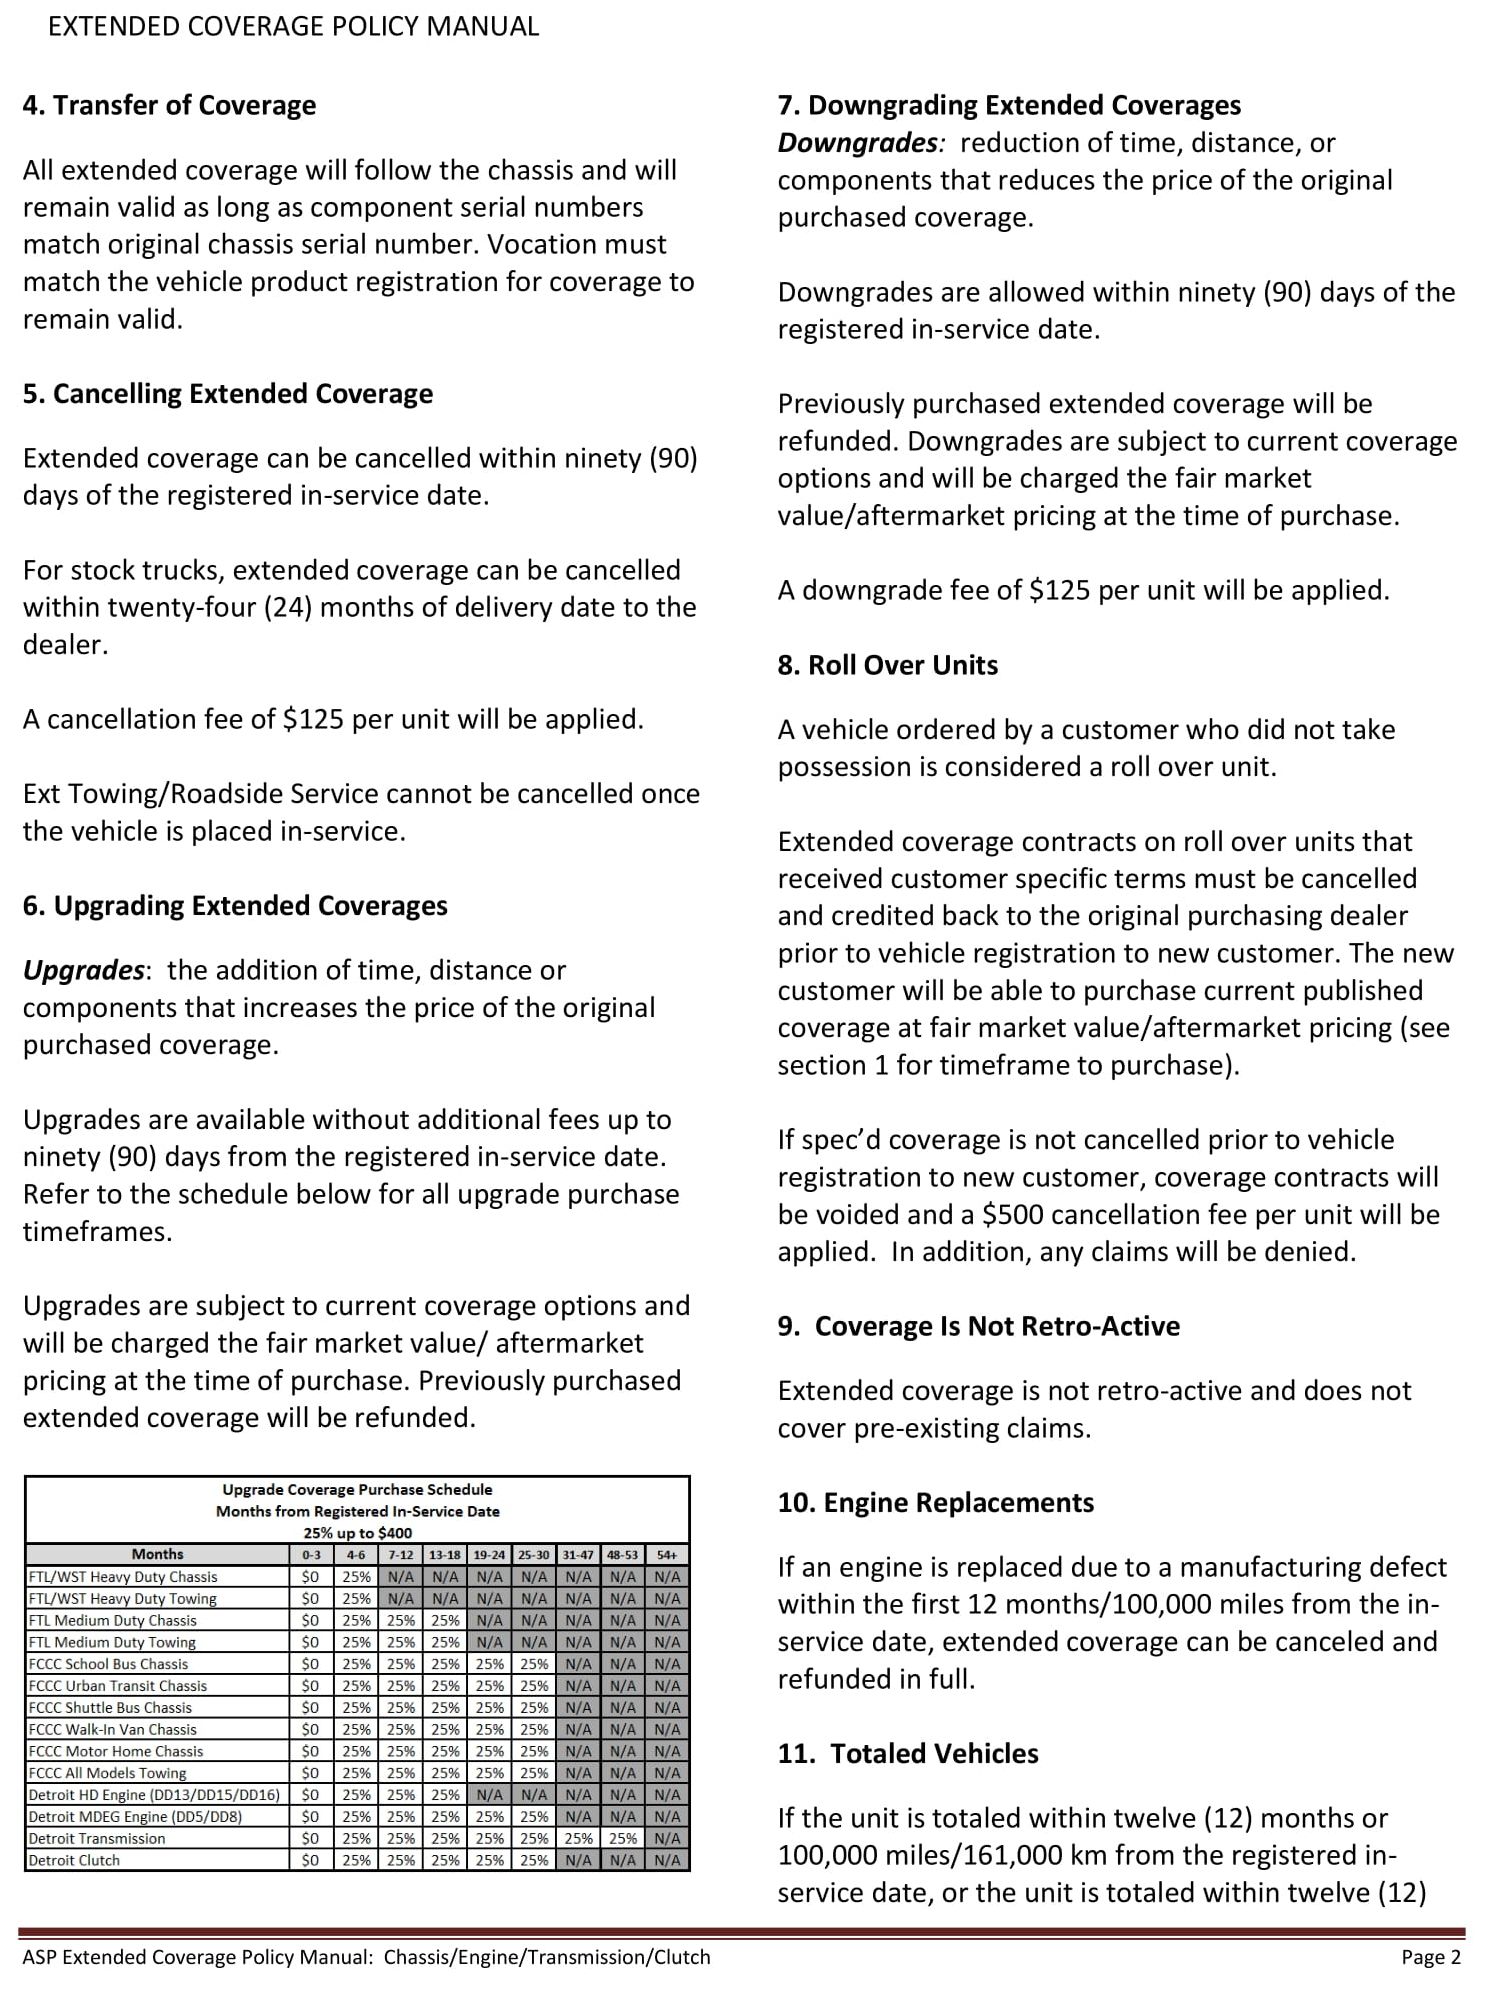 EXTENDED COVERAGE POLICY MANUAL
4. Transfer of Coverage
All extended coverage will follow the chassis and will
remain valid as long as component serial numbers
match original chassis serial number. Vocation must
match the vehicle product registration for coverage to
remain valid.
5. Cancelling Extended Coverage
Extended coverage can be cancelled within ninety (90)
days of the registered in-service date.
For stock trucks, extended coverage can be cancelled
within twenty-four (24) months of delivery date to the
dealer.
A cancellation fee of $125 per unit will be applied.
Ext Towing/Roadside Service cannot be cancelled once
the vehicle is placed in-service.
6. Upgrading Extended Coverages
Upgrades:  the addition of time, distance or
components that increases the price of the original
purchased coverage.
Upgrades are available without additional fees up to
ninety (90) days from the registered in-service date.
Refer to the schedule below for all upgrade purchase
timeframes.
Upgrades are subject to current coverage options and
will be charged the fair market value/ aftermarket
pricing at the time of purchase. Previously purchased
extended coverage will be refunded.
Upgrade Coverage Purchase Schedule
Months from Registered In-Service Date
25% up to $400
Months 0-3 4-6 7-12 13-18 19-24 25-30 31-47 48-53 54+
FTL/WST Heavy Duty Chassis $0 25% N/A N/A N/A N/A N/A N/A N/A
FTL/WST Heavy Duty Towing $0 25% N/A N/A N/A N/A N/A N/A N/A
FTL Medium Duty Chassis $0 25% 25% 25% N/A N/A N/A N/A N/A
FTL Medium Duty Towing $0 25% 25% 25% N/A N/A N/A N/A N/A
FCCC School Bus Chassis $0 25% 25% 25% 25% 25% N/A N/A N/A
FCCC Urban Transit Chassis $0 25% 25% 25% 25% 25% N/A N/A N/A
FCCC Shuttle Bus Chassis $0 25% 25% 25% 25% 25% N/A N/A N/A
FCCC Walk-In Van Chassis $0 25% 25% 25% 25% 25% N/A N/A N/A
FCCC Motor Home Chassis $0 25% 25% 25% 25% 25% N/A N/A N/A
FCCC All Models Towing $0 25% 25% 25% 25% 25% N/A N/A N/A
Detroit HD Engine (DD13/DD15/DD16) $0 25% 25% 25% N/A N/A N/A N/A N/A
Detroit MDEG Engine (DD5/DD8) $0 25% 25% 25% 25% 25% N/A N/A N/A
Detroit Transmission $0 25% 25% 25% 25% 25% 25% 25% N/A
Detroit Clutch $0 25% 25% 25% 25% 25% N/A N/A N/A
7. Downgrading Extended Coverages
Downgrades:  reduction of time, distance, or
components that reduces the price of the original
purchased coverage.
Downgrades are allowed within ninety (90) days of the
registered in-service date.
Previously purchased extended coverage will be
refunded. Downgrades are subject to current coverage
options and will be charged the fair market
value/aftermarket pricing at the time of purchase.
A downgrade fee of $125 per unit will be applied.
8. Roll Over Units
A vehicle ordered by a customer who did not take
possession is considered a roll over unit.
Extended coverage contracts on roll over units that
received customer specific terms must be cancelled
and credited back to the original purchasing dealer
prior to vehicle registration to new customer. The new
customer will be able to purchase current published
coverage at fair market value/aftermarket pricing (see
section 1 for timeframe to purchase).
If spec’d coverage is not cancelled prior to vehicle
registration to new customer, coverage contracts will
be voided and a $500 cancellation fee per unit will be
applied.  In addition, any claims will be denied.
9.  Coverage Is Not Retro-Active
Extended coverage is not retro-active and does not
cover pre-existing claims.
10. Engine Replacements
If an engine is replaced due to a manufacturing defect
within the first 12 months/100,000 miles from the in-
service date, extended coverage can be canceled and
refunded in full.
11.  Totaled Vehicles
If the unit is totaled within twelve (12) months or
100,000 miles/161,000 km from the registered in-
service date, or the unit is totaled within twelve (12)
ASP Extended Coverage Policy Manual:  Chassis/Engine/Transmission/Clutch
Page 2